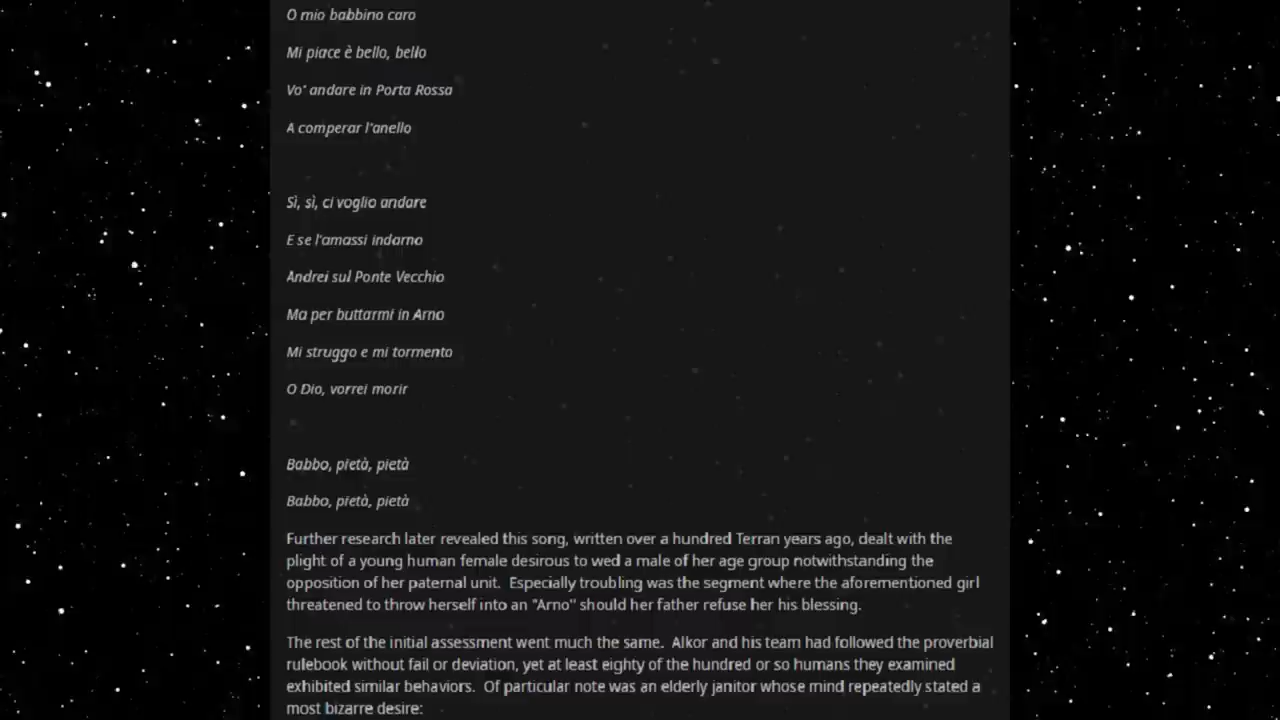 O mio babbino caro
Mi piace è bello, bello
Vo' andare in Porta Rossa
A comperar l'anello
Sì, sì, ci voglio andare
E se l'amassi indarno
Andrei sul Ponte Vecchio
Ma per buttarmi in Arno
Mi struggo e mi tormento
O Dio, vorrei morir
Babbo, pietà, pietà
Babbo, pietà, pietà
Further research later revealed this song, written over a hundred Terran years ago, dealt with the
plight of a young human female desirous to wed a male of her age group notwithstanding the
opposition of her paternal unit.  Especially troubling was the segment where the aforementioned girl
threatened to throw herself into an "Arno" should her father refuse her his blessing.
The rest of the initial assessment went much the same.  Alkor and his team had followed the proverbial
rulebook without fail or deviation, yet at least eighty of the hundred or so humans they examined
exhibited similar behaviors.  Of particular note was an elderly janitor whose mind repeatedly stated a
most bizarre desire: